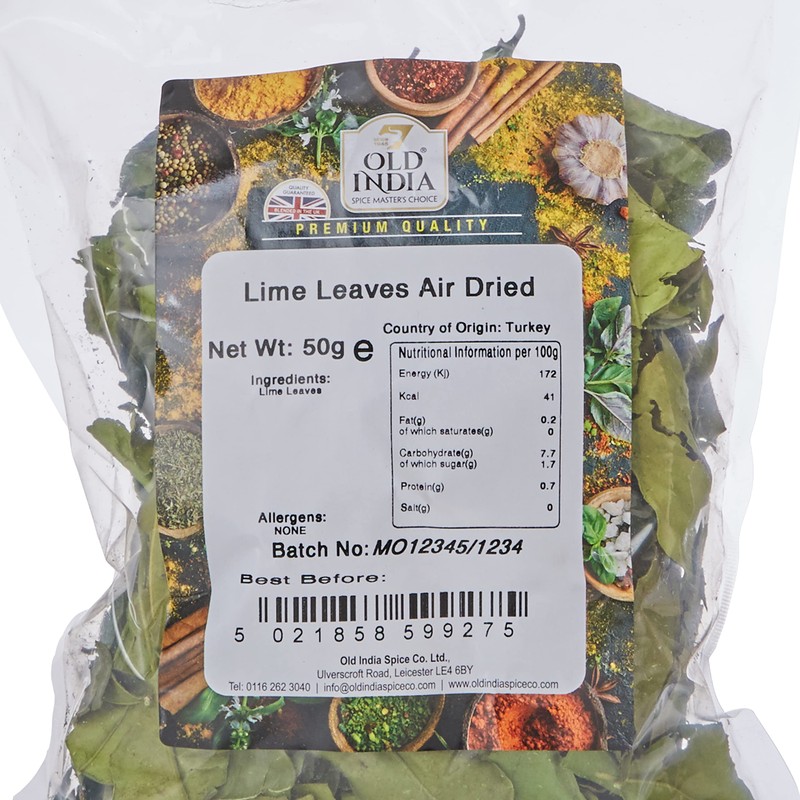 OLD®
INDIA
SPICE MASTER'S CHOICE
QUALITY
GUARANTEED
BLENDED IN THE UK
PREMIUM QUALITY
Lime Leaves Air Dried
Country of Origin: Turkey
Net Wt: 50g e
Ingredients:
Lime Leaves
Nutritional Information per 100g
Energy (Kj) 172
Kcal 41
Fat(g) 0.2
of which saturates(g) 0
Carbohydrate(g) 7.7
of which sugar(g) 1.7
Protein(g) 0.7
Salt(g) 0
Allergens:
NONE
Batch No: MO12345/1234
Best Before:
5 021858 599275
Old India Spice Co. Ltd.,
Ulverscroft Road, Leicester LE4 6BY
Tel: 0116 262 3040 | info@oldindiaspiceco.com | www.oldindiaspiceco.com